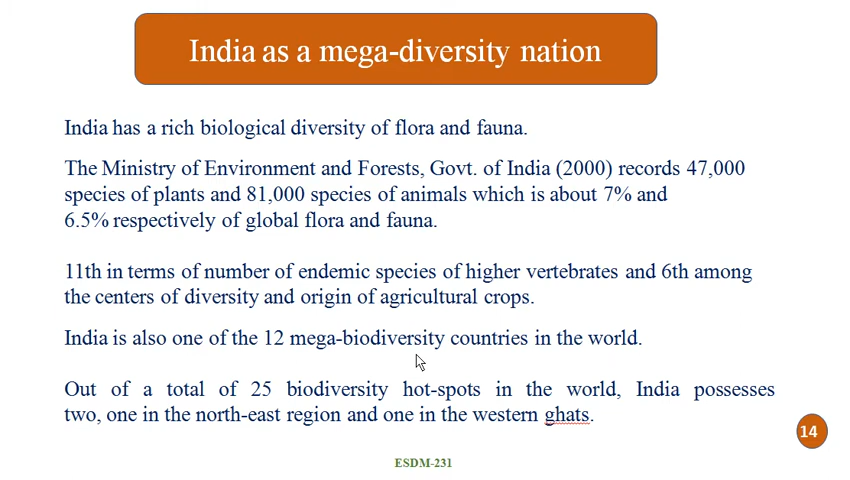 India as a mega-diversity nation
India has a rich biological diversity of flora and fauna.
The Ministry of Environment and Forests, Govt. of India (2000) records 47,000
species of plants and 81,000 species of animals which is about 7% and
6.5% respectively of global flora and fauna.
11th in terms of number of endemic species of higher vertebrates and 6th among
the centers of diversity and origin of agricultural crops.
India is also one of the 12 mega-biodiversity countries in the world.
Out of a total of 25 biodiversity hot-spots in the world, India possesses
two, one in the north-east region and one in the western ghats.
14
ESDM-231